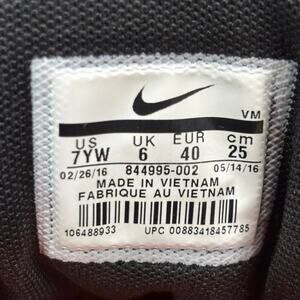 VM
US UK EUR cm
7YW 6 40 25
02/26/16 844995-002 05/14/16
MADE IN VIETNAM
FABRIQUE AU VIETNAM
106488933 UPC 00883418457785